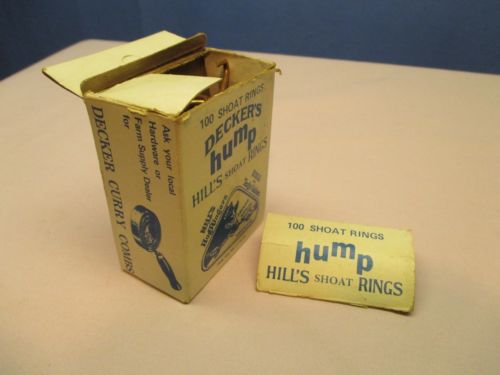 Ask your local
Hardware or
Farm Supply Dealer
for
DECKER CURRY COMBS
100 SHOAT RINGS
DECKER'S
hump
HILL'S SHOAT RINGS
HILL'S
100 SHOAT RINGS
hump
HILL'S SHOAT RINGS